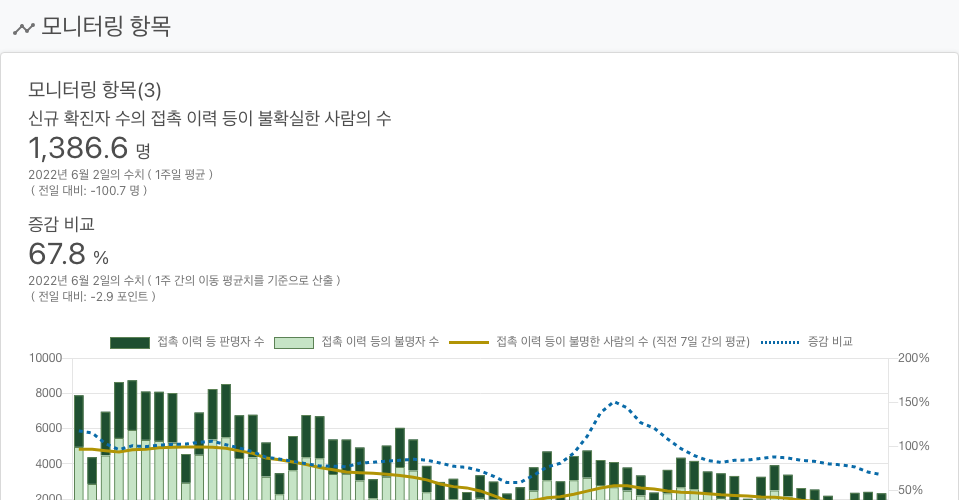 모니터링 항목
모니터링 항목(3)
신규 확진자 수의 접촉 이력 등이 불확실한 사람의 수
1,386.6 명
2022년 6월 2일의 수치 ( 1주일 평균 )
( 전일 대비: -100.7 명 )
증감 비교
67.8 %
2022년 6월 2일의 수치 ( 1주 간의 이동 평균치를 기준으로 산출 )
( 전일 대비: -2.9 포인트 )
접촉 이력 등 판명자 수 접촉 이력 등의 불명자 수 접촉 이력 등이 불명한 사람의 수 (직전 7일 간의 평균) 증감 비교
10000 200%
8000
150%
6000
100%
4000
50%
2000